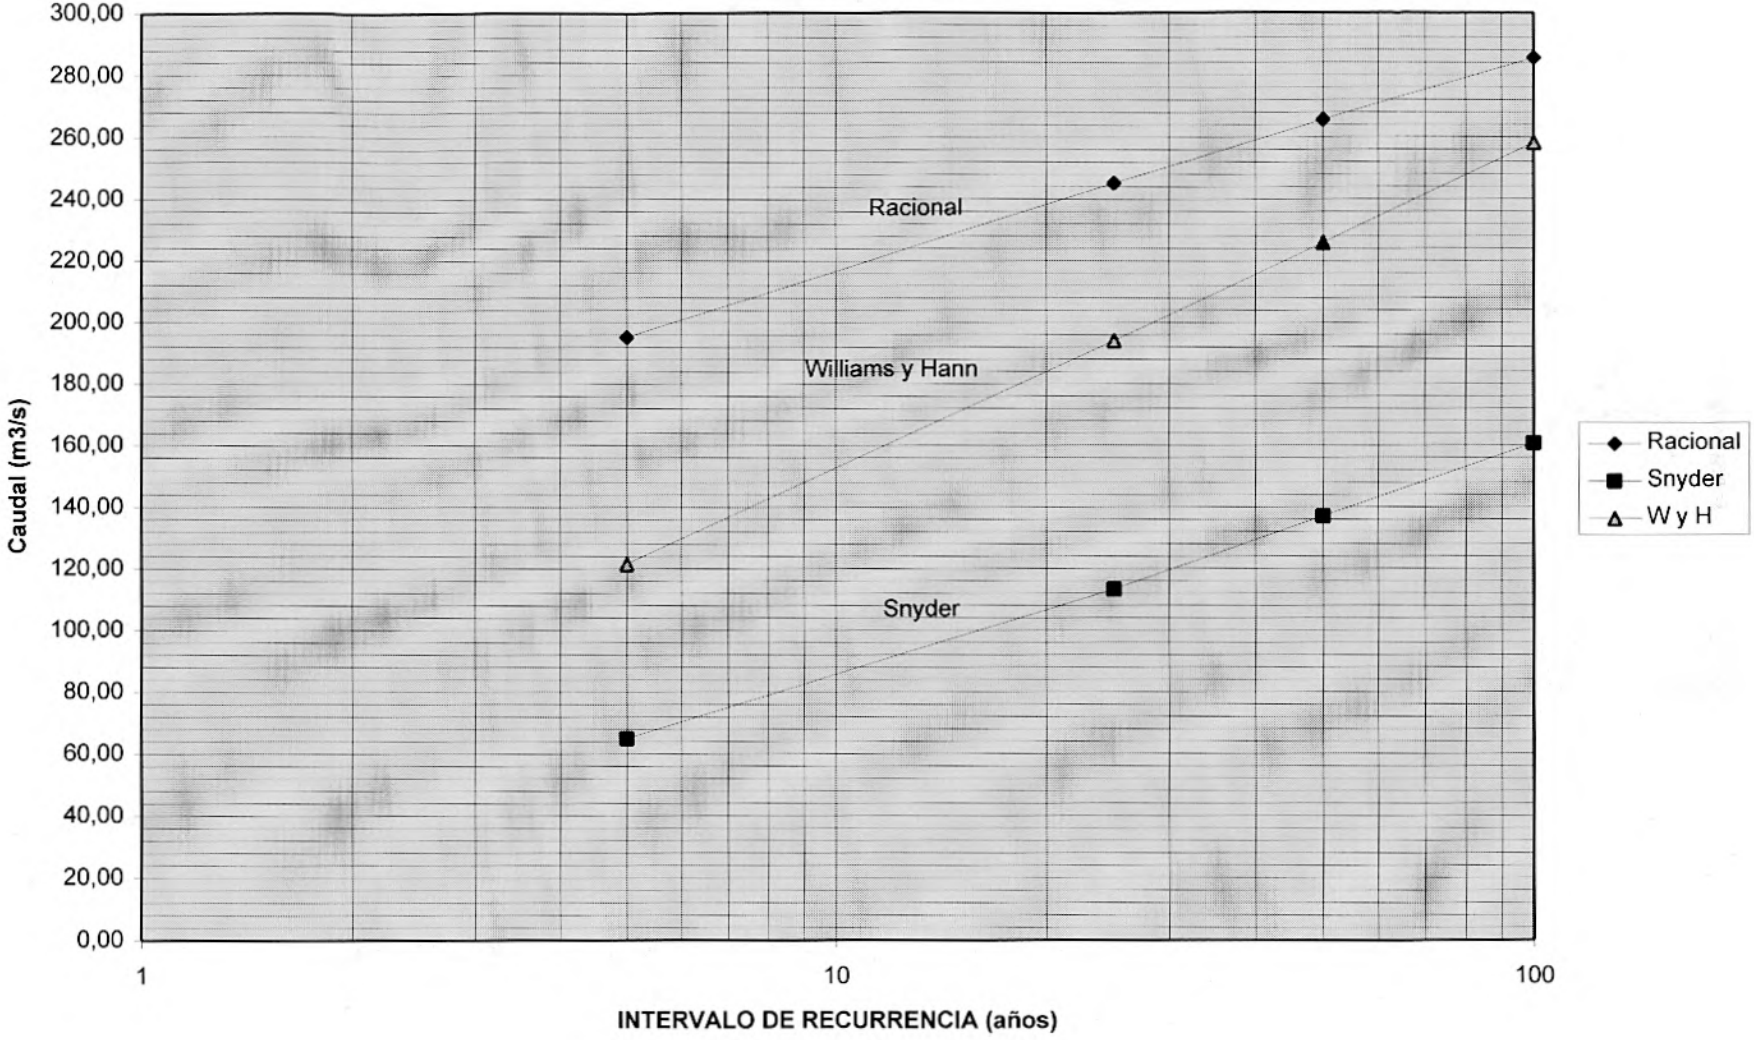 300,00
280,00
260,00
240,00
220,00
200,00
180,00
160,00
140,00
120,00
100,00
80,00
60,00
40,00
20,00
0,00
Caudal (m3/s)
Racional
Williams y Hann
Snyder
1
10
100
INTERVALO DE RECURRENCIA (años)
Racional
Snyder
W y H